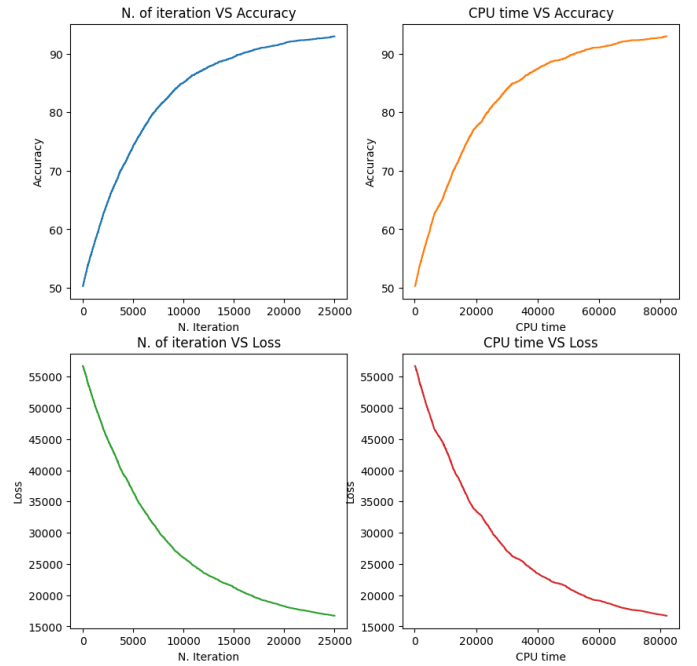 N. of iteration VS Accuracy
90
80
70
60
50
Accuracy
0 5000 10000 15000 20000 25000
N. Iteration
CPU time VS Accuracy
90
80
70
60
50
Accuracy
0 20000 40000 60000 80000
CPU time
N. of iteration VS Loss
55000
50000
45000
40000
35000
30000
25000
20000
15000
Loss
0 5000 10000 15000 20000 25000
N. Iteration
CPU time VS Loss
55000
50000
45000
40000
35000
30000
25000
20000
15000
Loss
0 20000 40000 60000 80000
CPU time